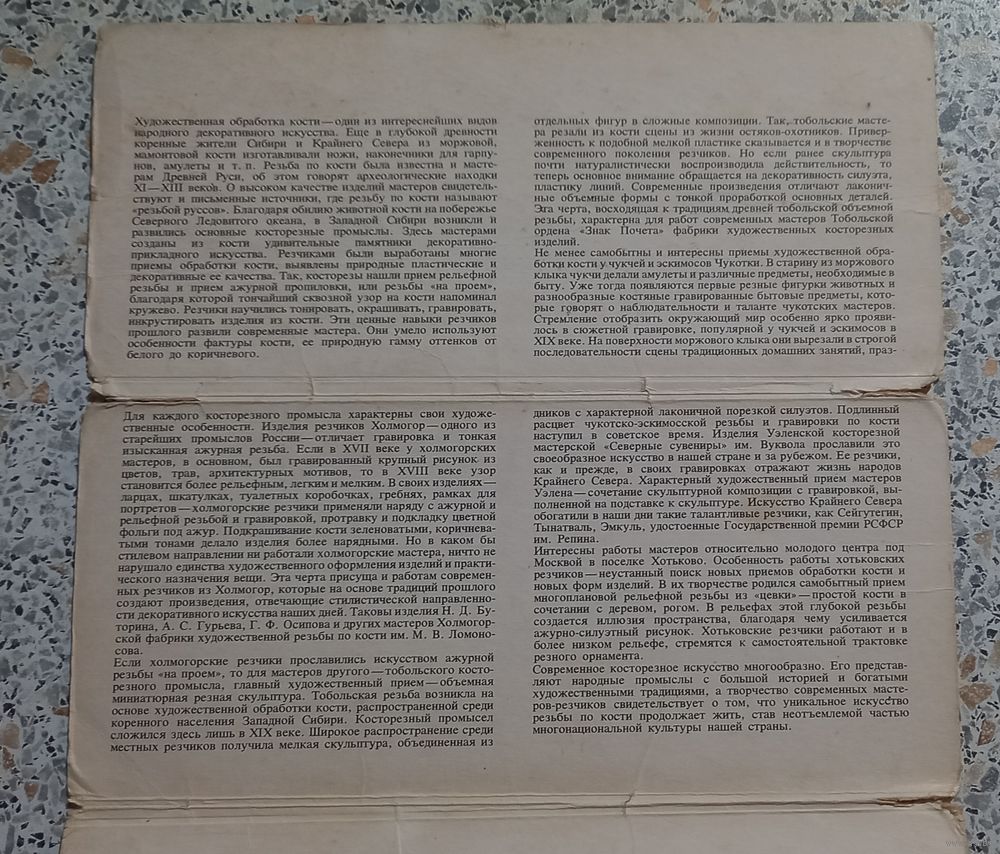 Художественная обработка кости — один из интереснейших видов
народного декоративного искусства. Еще в глубокой древности
коренные жители Сибири и Крайнего Севера из моржовой,
мамонтовой кости изготавливали ножи, наконечники для гарпу-
нов, амулеты и т. п. Резьба по кости была известна и масте-
рам Древней Руси, об этом говорят археологические находки
XI—XIII веков. О высоком качестве изделий мастеров свидетель-
ствуют и письменные источники, где резьбу по кости называют
«резьбой руссов». Благодаря обилию животной кости на побережье
Северного Ледовитого океана, в Западной Сибири возникли и
развились основные косторезные промыслы. Здесь мастерами
созданы из кости удивительные памятники декоративно-
прикладного искусства. Резчиками были выработаны многие
приемы обработки кости, выявлены природные пластические и
декоративные ее качества. Так, косторезы нашли прием рельефной
резьбы и прием ажурной пропиловки, или резьбы «на проем»,
благодаря которой тончайший сквозной узор на кости напоминал
кружево. Резчики научились тонировать, окрашивать, гравировать,
инкрустировать изделия из кости. Эти ценные навыки резчиков
прошлого развили современные мастера. Они умело используют
особенности фактуры кости, ее природную гамму оттенков от
белого до коричневого.
Для каждого косторезного промысла характерны свои художе-
ственные особенности. Изделия резчиков Холмогор — одного из
старейших промыслов России — отличает гравировка и тонкая
изысканная ажурная резьба. Если в XVII веке у холмогорских
мастеров, в основном, был гравированный крупный рисунок из
цветов, трав, архитектурных мотивов, то в XVIII веке узор
становится более рельефным, легким и мелким. В своих изделиях —
ларцах, шкатулках, туалетных коробочках, гребнях, рамках для
портретов — холмогорские резчики применяли наряду с ажурной и
рельефной резьбой и гравировкой, протравку и подкладку цветной
фольги под ажур. Подкрашивание кости зеленоватыми, коричнева-
тыми тонами делало изделия более нарядными. Но в каком бы
стилевом направлении ни работали холмогорские мастера, ничто не
нарушало единства художественного оформления изделий и практи-
ческого назначения вещи. Эта черта присуща и работам современ-
ных резчиков из Холмогор, которые на основе традиций прошлого
создают произведения, отвечающие стилистической направленно-
сти декоративного искусства наших дней. Таковы изделия Н. Д. Бу-
торина, А. С. Гурьева, Г. Ф. Осипова и других мастеров Холмогор-
ской фабрики художественной резьбы по кости им. М. В. Ломоно-
сова.
Если холмогорские резчики прославились искусством ажурной
резьбы «на проем», то для мастеров другого — тобольского косто-
резного промысла, главный художественный прием — объемная
миниатюрная резная скульптура. Тобольская резьба возникла на
основе художественной обработки кости, распространенной среди
коренного населения Западной Сибири. Косторезный промысел
сложился здесь лишь в XIX веке. Широкое распространение среди
местных резчиков получила мелкая скульптура, объединенная из
отдельных фигур в сложные композиции. Так, тобольские масте-
ра резали из кости сцены из жизни остяков-охотников. Привер-
женность к подобной мелкой пластике сказывается и в творчестве
современного поколения резчиков. Но если ранее скульптура
почти натуралистически воспроизводила действительность, то
теперь основное внимание обращается на декоративность силуэта,
пластику линий. Современные произведения отличают лаконич-
ные объемные формы с тонкой проработкой основных деталей.
Эта черта, восходящая к традициям древней тобольской объемной
резьбы, характерна для работ современных мастеров Тобольской
ордена «Знак Почета» фабрики художественных косторезных
изделий.
Не менее самобытны и интересны приемы художественной обра-
ботки кости у чукчей и эскимосов Чукотки. В старину из моржового
клыка чукчи делали амулеты и различные предметы, необходимые в
быту. Уже тогда появляются первые резные фигурки животных и
разнообразные костяные гравированные бытовые предметы, кото-
рые говорят о наблюдательности и таланте чукотских мастеров.
Стремление отобразить окружающий мир особенно ярко прояви-
лось в сюжетной гравировке, популярной у чукчей и эскимосов в
XIX веке. На поверхности моржового клыка они вырезали в строгой
последовательности сцены традиционных домашних занятий, праз-
дников с характерной лаконичной порезкой силуэтов. Подлинный
расцвет чукотско-эскимосской резьбы и гравировки по кости
наступил в советское время. Изделия Уэленской косторезной
мастерской «Северные сувениры» им. Вуквола прославили это
своеобразное искусство в нашей стране и за рубежом. Ее резчики,
как и прежде, в своих гравировках отражают жизнь народов
Крайнего Севера. Характерный художественный прием мастеров
Уэлена — сочетание скульптурной композиции с гравировкой, вы-
полненной на подставке к скульптуре. Искусство Крайнего Севера
обогатили в наши дни такие талантливые резчики, как Сейгутегин,
Тынатваль, Эмкуль, удостоенные Государственной премии РСФСР
им. Репина.
Интересны работы мастеров относительно молодого центра под
Москвой в поселке Хотьково. Особенность работы хотьковских
резчиков — неустанный поиск новых приемов обработки кости и
новых форм изделий. В их творчестве родился самобытный прием
многоплановой рельефной резьбы из «цевки» — простой кости в
сочетании с деревом, рогом. В рельефах этой глубокой резьбы
создается иллюзия пространства, благодаря чему усиливается
ажурно-силуэтный рисунок. Хотьковские резчики работают и в
более низком рельефе, стремятся к самостоятельной трактовке
резного орнамента.
Современное косторезное искусство многообразно. Его представ-
ляют народные промыслы с большой историей и богатыми
художественными традициями, а творчество современных масте-
ров-резчиков свидетельствует о том, что уникальное искусство
резьбы по кости продолжает жить, став неотъемлемой частью
многонациональной культуры нашей страны.